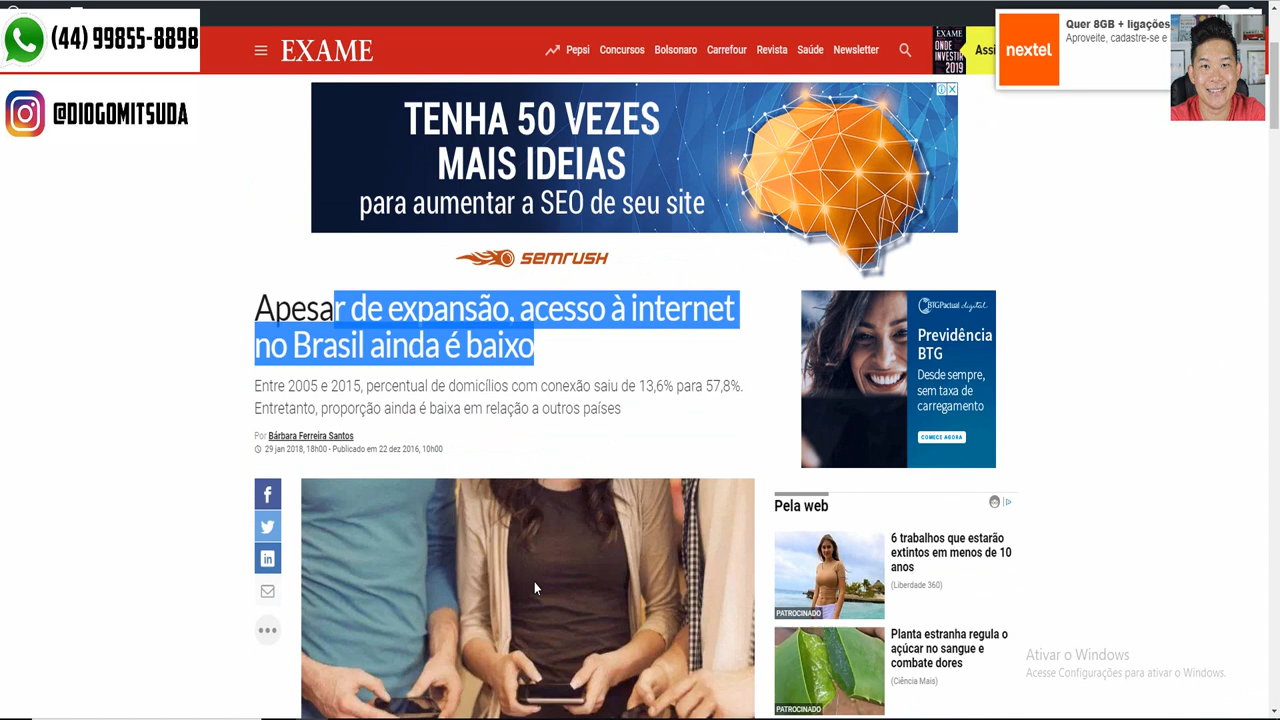 (44) 99855-8898
@DIOGOMITSUDA
EXAME
Pepsi
Concursos
Bolsonaro
Carrefour
Revista
Saúde
Newsletter
EXAME
ONDE
INVESTIR
2019
Assi
nextel
Quer 8GB + ligações
Aproveite, cadastre-se e
TENHA 50 VEZES
MAIS IDEIAS
para aumentar a SEO de seu site
SEMRUSH
Apesar de expansão, acesso à internet
no Brasil ainda é baixo
Entre 2005 e 2015, percentual de domicílios com conexão saiu de 13,6% para 57,8%.
Entretanto, proporção ainda é baixa em relação a outros países
Por Bárbara Ferreira Santos
29 jan 2018, 18h00 - Publicado em 22 dez 2016, 10h00
BTGPactual digital
Previdência
BTG
Desde sempre,
sem taxa de
carregamento
COMECE AGORA
Pela web
6 trabalhos que estarão
extintos em menos de 10
anos
(Liberdade 360)
PATROCINADO
Planta estranha regula o
açúcar no sangue e
combate dores
(Ciência Mais)
PATROCINADO
Ativar o Windows
Acesse Configurações para ativar o Windows.